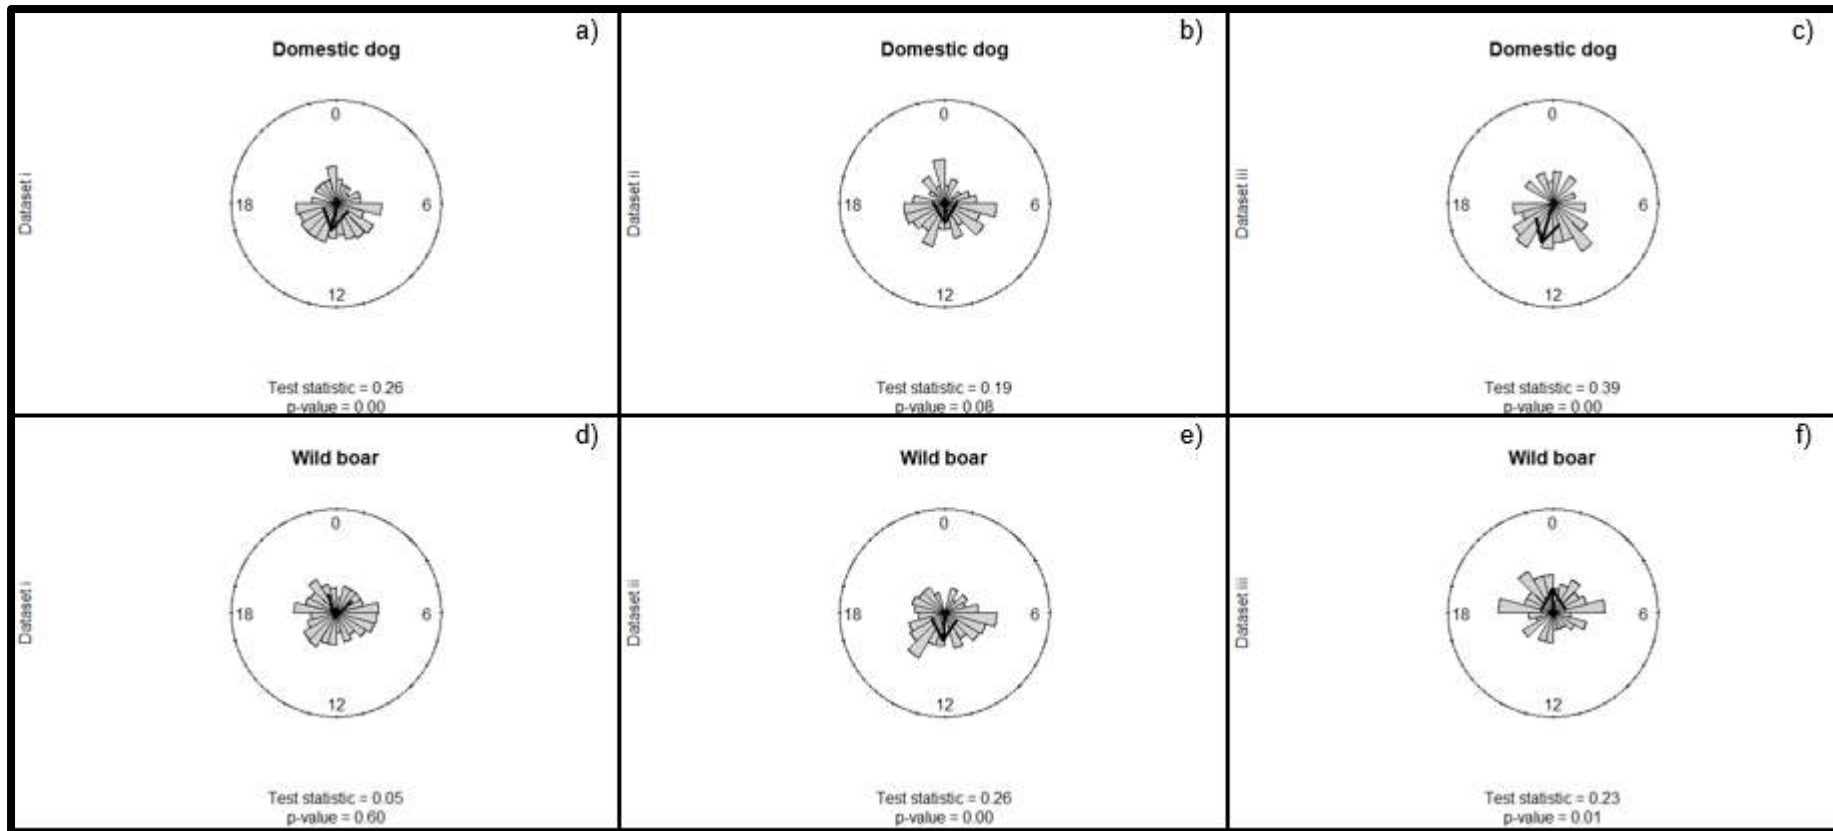 a)
Domestic dog
0
18
6
12
Dataset i
Test statistic = 0.26
p-value = 0.00
b)
Domestic dog
0
18
6
12
Dataset ii
Test statistic = 0.19
p-value = 0.08
c)
Domestic dog
0
18
6
12
Dataset iii
Test statistic = 0.39
p-value = 0.00
d)
Wild boar
0
18
6
12
Dataset i
Test statistic = 0.05
p-value = 0.60
e)
Wild boar
0
18
6
12
Dataset ii
Test statistic = 0.26
p-value = 0.00
f)
Wild boar
0
18
6
12
Dataset iii
Test statistic = 0.23
p-value = 0.01